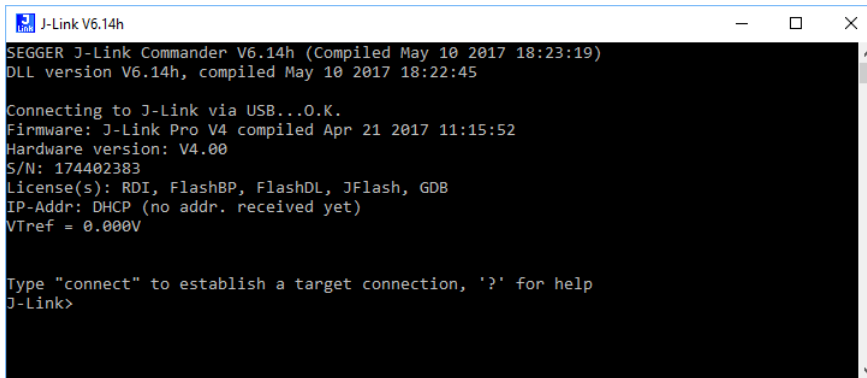 J-Link V6.14h
SEGGER J-Link Commander V6.14h (Compiled May 10 2017 18:23:19)
DLL version V6.14h, compiled May 10 2017 18:22:45
Connecting to J-Link via USB...O.K.
Firmware: J-Link Pro V4 compiled Apr 21 2017 11:15:52
Hardware version: V4.00
S/N: 174402383
License(s): RDI, FlashBP, FlashDL, JFlash, GDB
IP-Addr: DHCP (no addr. received yet)
VTref = 0.000V
Type "connect" to establish a target connection, '?' for help
J-Link>